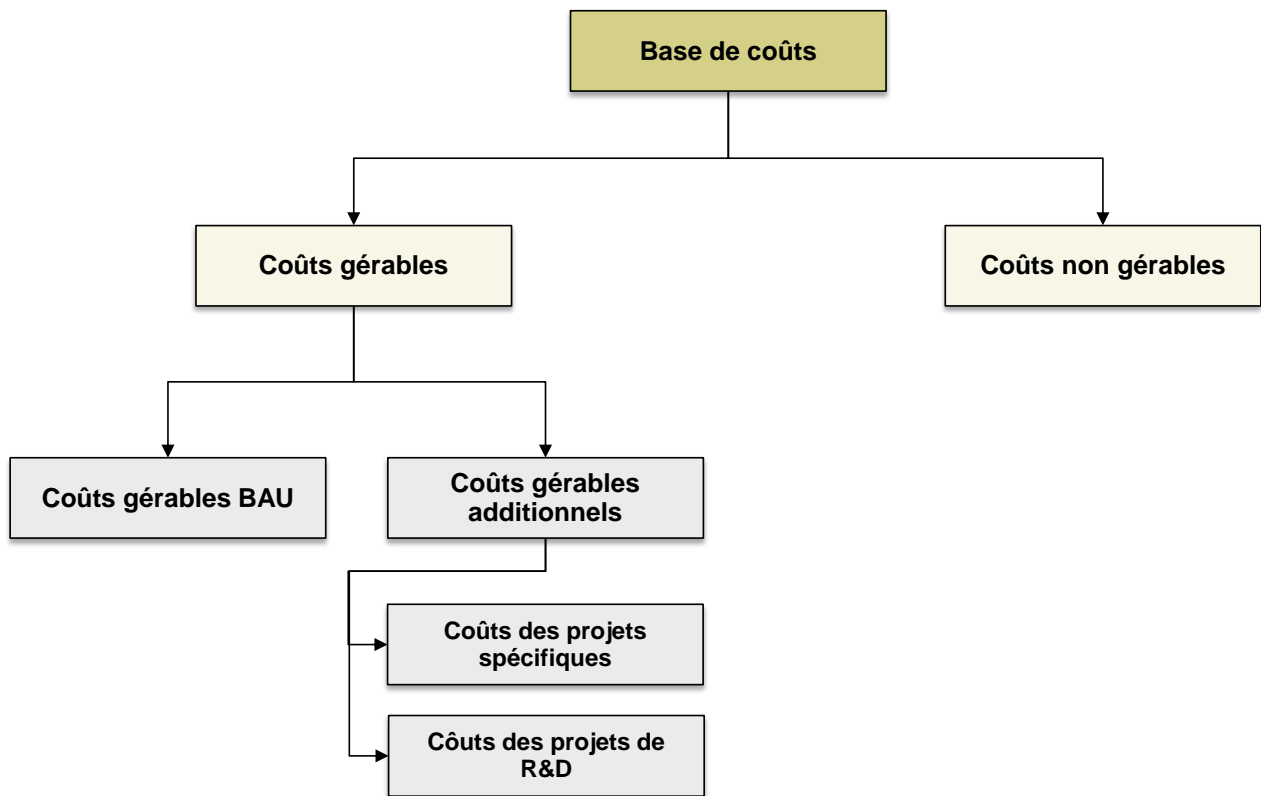 Base de coûts
Coûts gérables
Coûts non gérables
Coûts gérables BAU
Coûts gérables
additionnels
Coûts des projets
spécifiques
Côuts des projets de
R&D